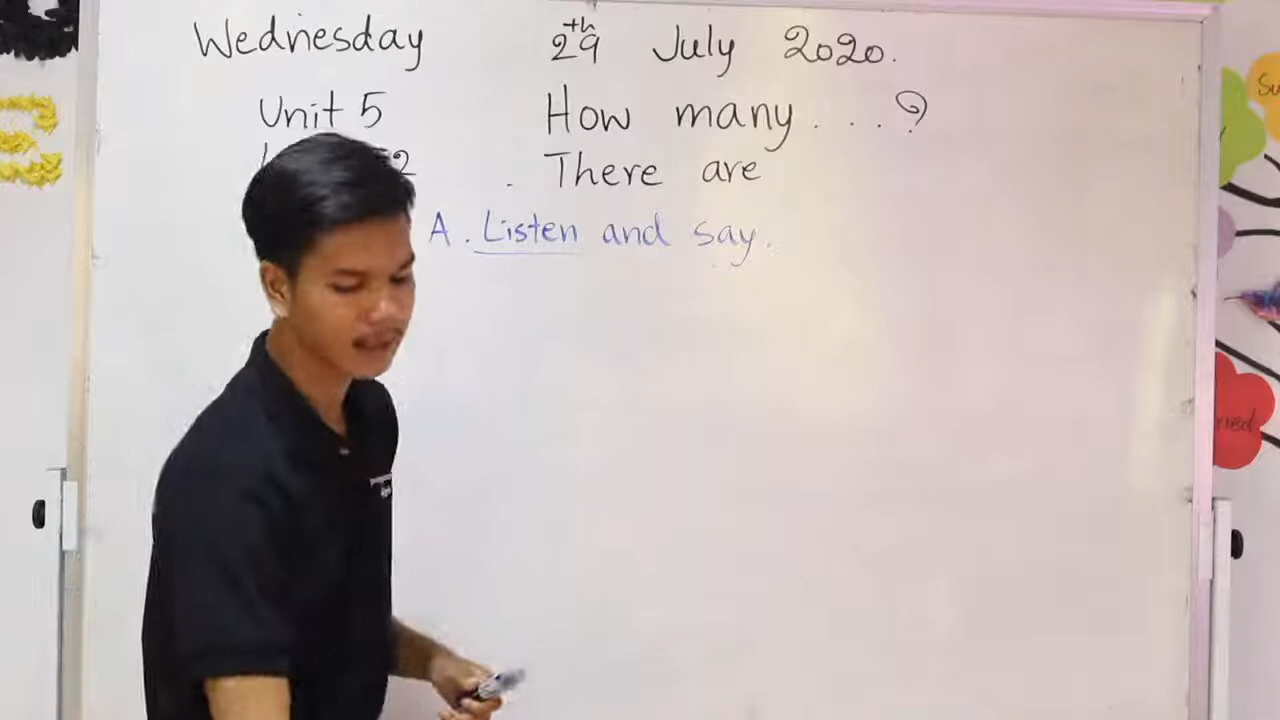 Wednesday 29th July 2020.
Unit 5 How many . . . ?
. There are
A. Listen and say.